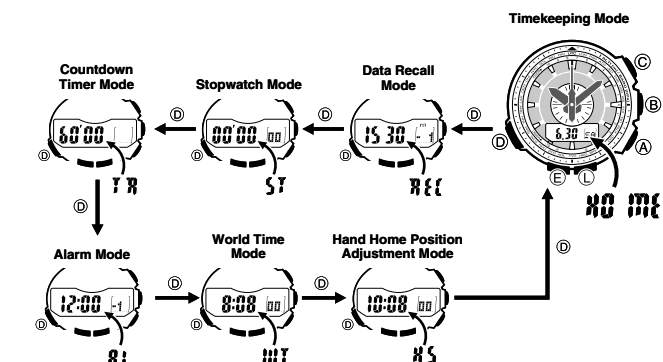 Timekeeping Mode
Countdown
Timer Mode
Stopwatch Mode
Data Recall
Mode
C
B
A
D
E
L
6.30 SA
HOME
D
15 30 -1
REC
D
D
00'00 00
ST
D
D
60'00
TR
D
D
Alarm Mode
World Time
Mode
Hand Home Position
Adjustment Mode
D
12:00 -1
AL
D
D
8:08 00
WT
D
D
10:08 00
HS
D